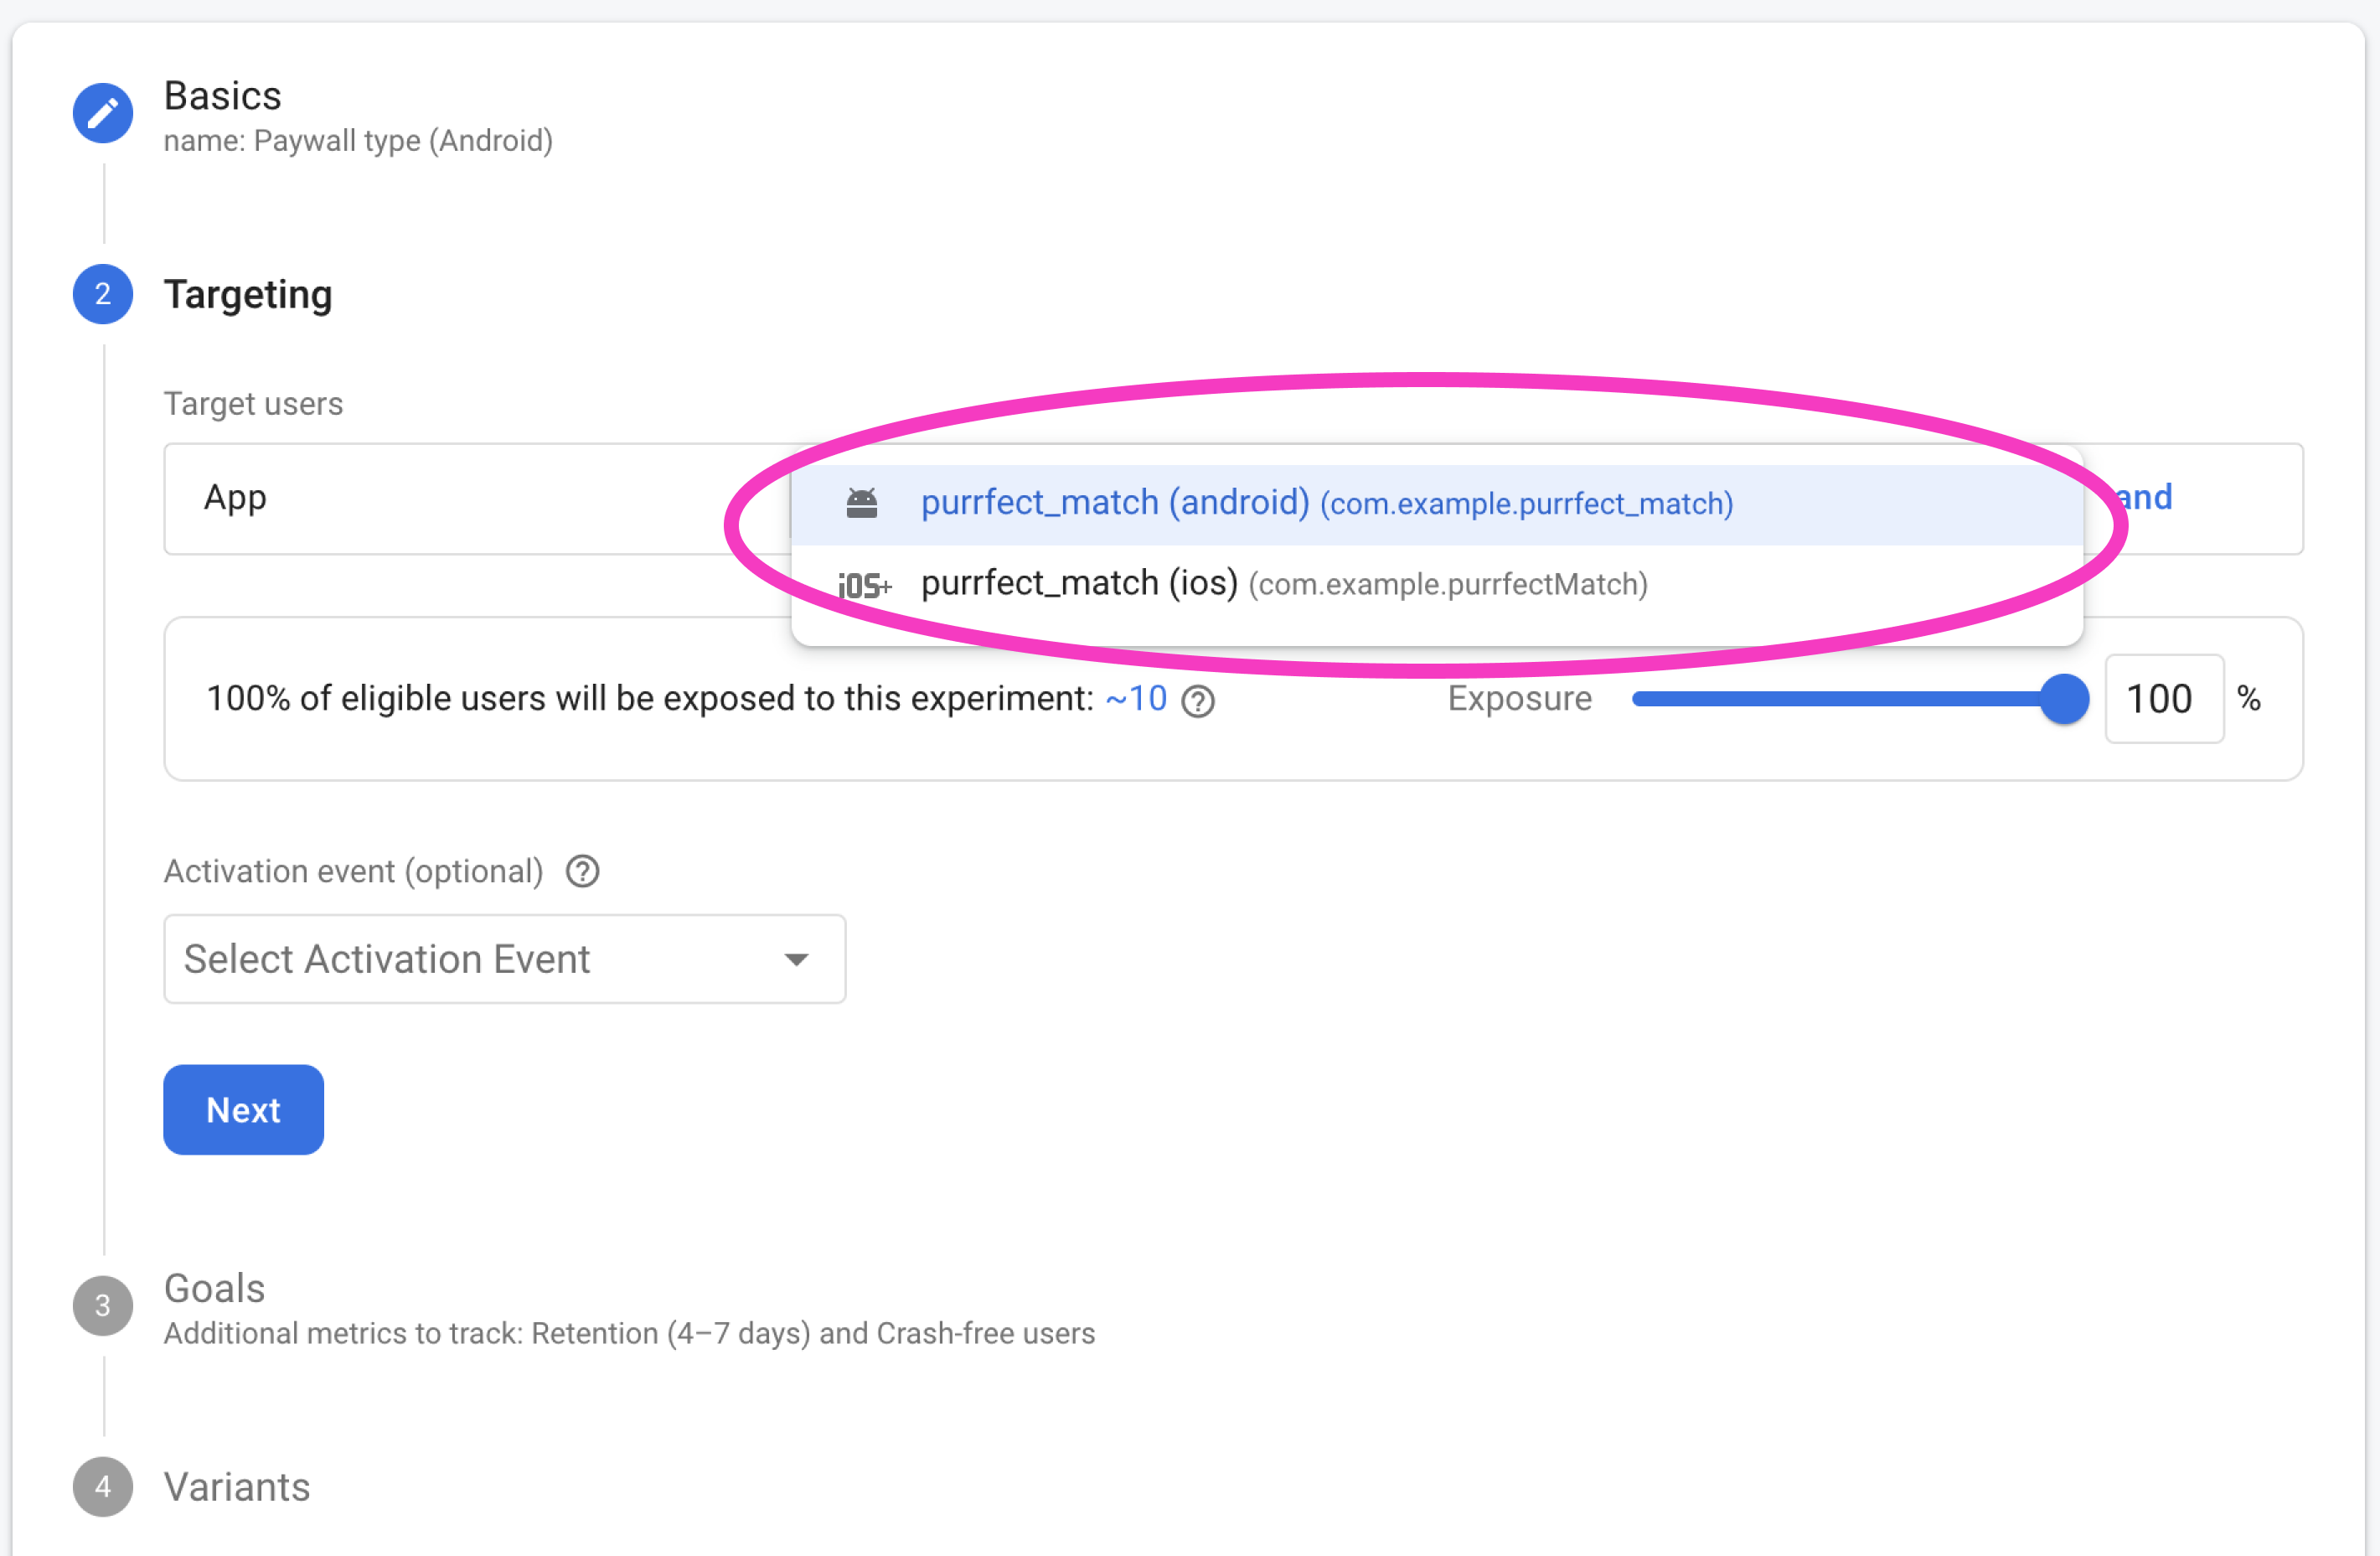 Basics
name: Paywall type (Android)
2
Targeting
Target users
App
purrfect_match (android) (com.example.purrfect_match)
and
iOS+ purrfect_match (ios) (com.example.purrfectMatch)
100% of eligible users will be exposed to this experiment: ~10 ?
Exposure
100 %
Activation event (optional) ?
Select Activation Event
Next
3
Goals
Additional metrics to track: Retention (4–7 days) and Crash-free users
4
Variants